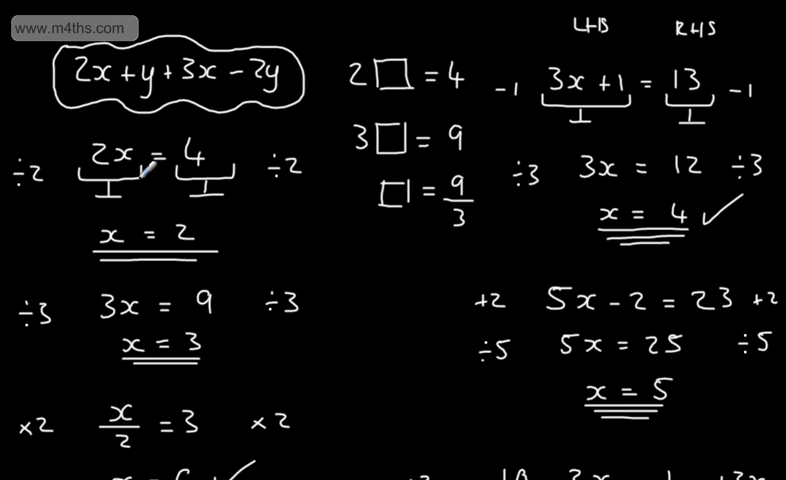 www.m4ths.com
2x + y + 3x - 2y
÷2 2x = 4 ÷2
x = 2
÷3 3x = 9 ÷3
x = 3
×2 x/2 = 3 ×2
2□ = 4
3□ = 9
□ = 9/3
LHB RHS
-1 3x + 1 = 13 -1
÷3 3x = 12 ÷3
x = 4 ✓
+2 5x - 2 = 23 +2
÷5 5x = 25 ÷5
x = 5